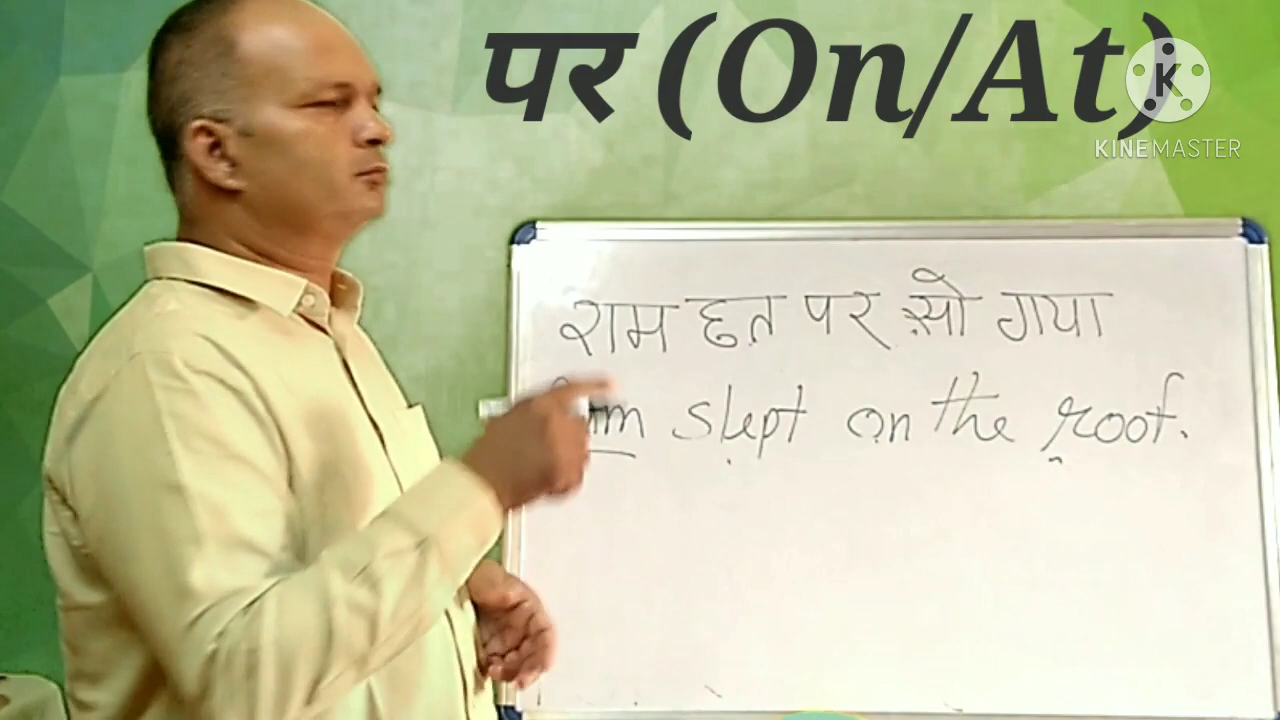 पर (On/At)
K
KINEMASTER
राम छत पर सो गया
slept on the roof.